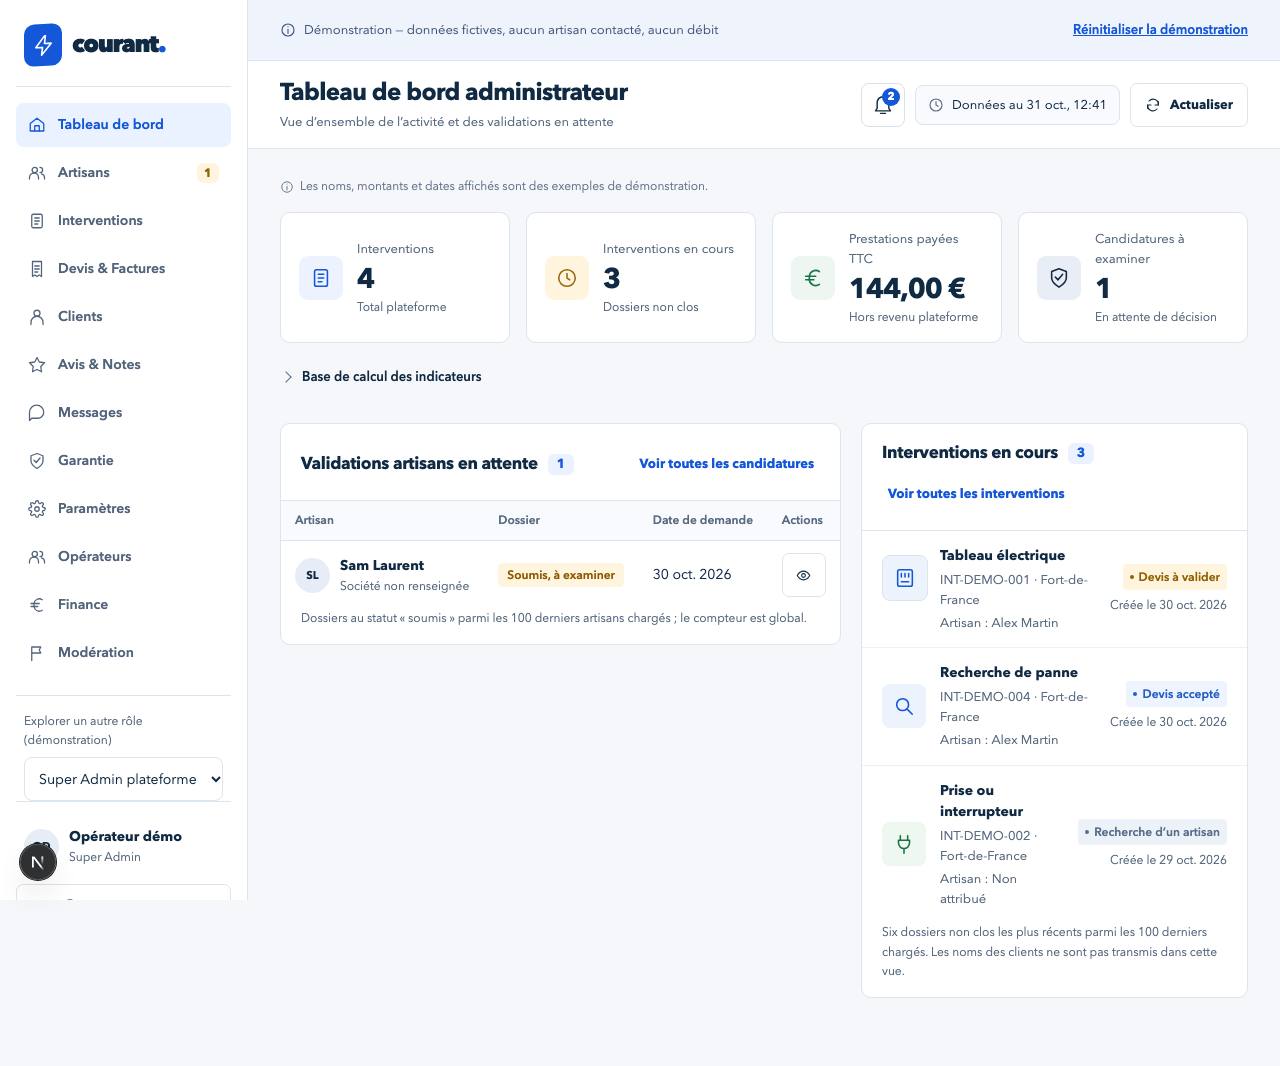 courant.
Tableau de bord
Artisans 1
Interventions
Devis & Factures
Clients
Avis & Notes
Messages
Garantie
Paramètres
Opérateurs
Finance
Modération
Explorer un autre rôle
(démonstration)
Super Admin plateforme
Opérateur démo
Super Admin
N
Démonstration – données fictives, aucun artisan contacté, aucun débit
Réinitialiser la démonstration
Tableau de bord administrateur
Vue d’ensemble de l’activité et des validations en attente
2
Données au 31 oct., 12:41
Actualiser
Les noms, montants et dates affichés sont des exemples de démonstration.
Interventions
4
Total plateforme
Interventions en cours
3
Dossiers non clos
Prestations payées
TTC
144,00 €
Hors revenu plateforme
Candidatures à
examiner
1
En attente de décision
Base de calcul des indicateurs
Validations artisans en attente 1
Voir toutes les candidatures
Artisan Dossier Date de demande Actions
SL
Sam Laurent
Société non renseignée
Soumis, à examiner
30 oct. 2026
Dossiers au statut « soumis » parmi les 100 derniers artisans chargés ; le compteur est global.
Interventions en cours 3
Voir toutes les interventions
Tableau électrique
INT-DEMO-001 · Fort-de-
France
Artisan : Alex Martin
• Devis à valider
Créée le 30 oct. 2026
Recherche de panne
INT-DEMO-004 · Fort-de-
France
Artisan : Alex Martin
• Devis accepté
Créée le 30 oct. 2026
Prise ou
interrupteur
INT-DEMO-002 ·
Fort-de-France
Artisan : Non
attribué
• Recherche d’un artisan
Créée le 29 oct. 2026
Six dossiers non clos les plus récents parmi les 100 derniers
chargés. Les noms des clients ne sont pas transmis dans cette
vue.